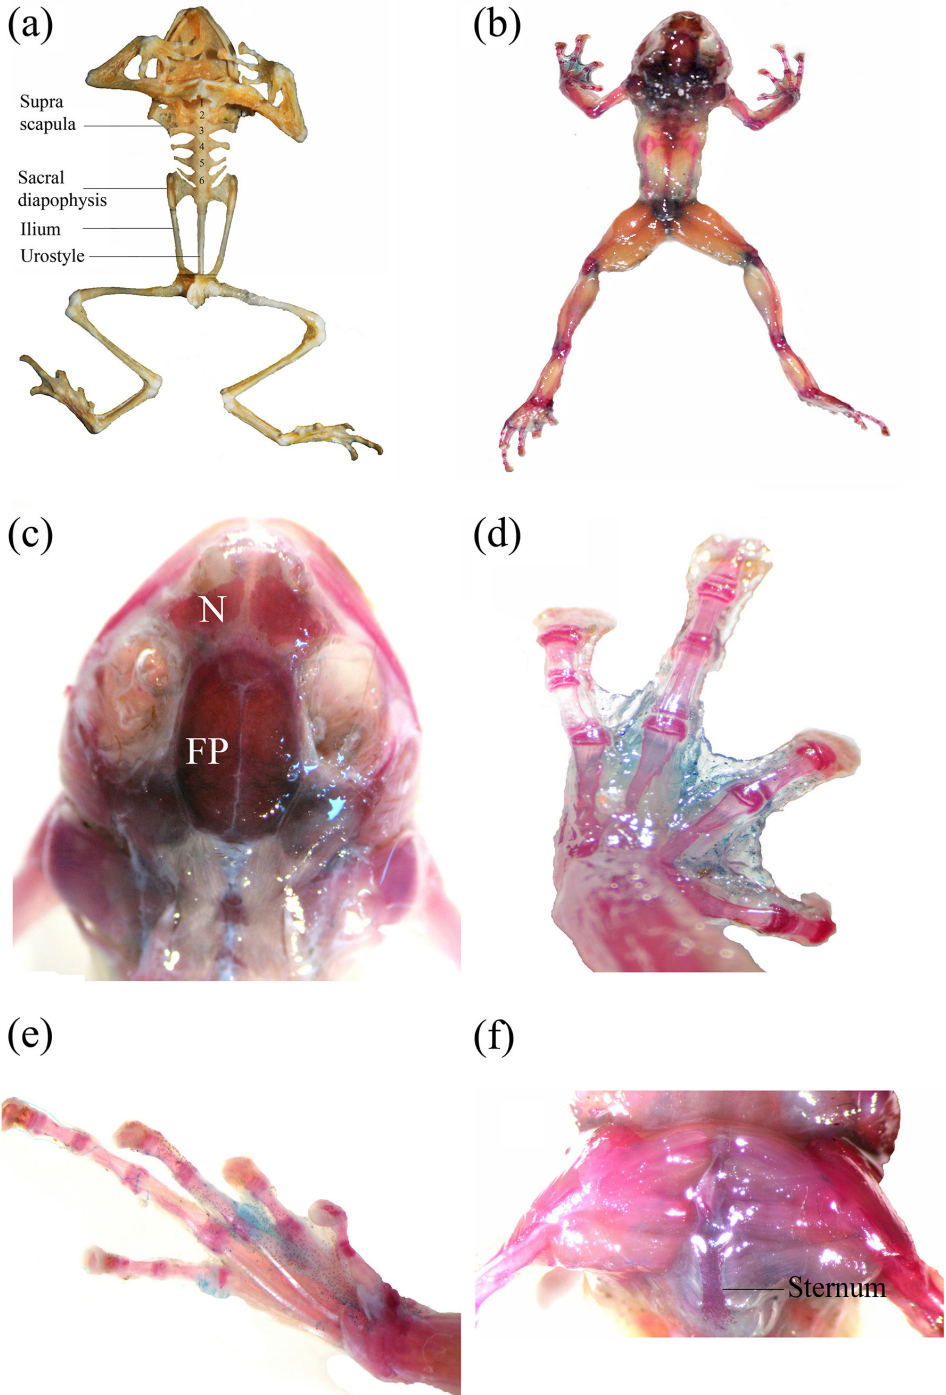 (a)
Supra
scapula
Sacral
diapophysis
Ilium
Urostyle
1
2
3
4
5
6
(b)
(c)
N
FP
(d)
(e)
(f)
Sternum